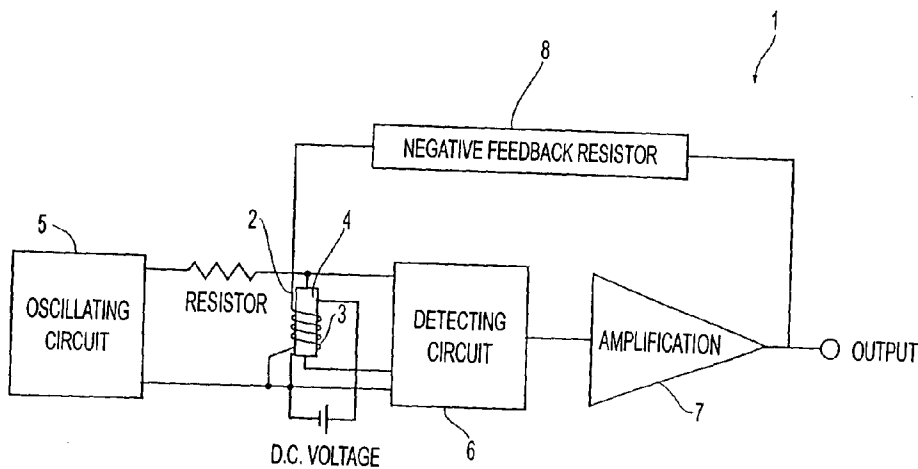 1
8
NEGATIVE FEEDBACK RESISTOR
5
2
4
OSCILLATING
CIRCUIT
RESISTOR
3
DETECTING
CIRCUIT
AMPLIFICATION
OUTPUT
7
6
D.C. VOLTAGE